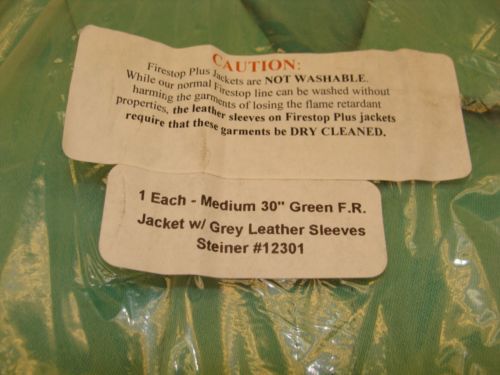 CAUTION:
Firestop Plus Jackets are NOT WASHABLE.
While our normal Firestop line can be washed without
harming the garments of losing the flame retardant
properties, the leather sleeves on Firestop Plus jackets
require that these garments be DRY CLEANED.
1 Each - Medium 30" Green F.R.
Jacket w/ Grey Leather Sleeves
Steiner #12301